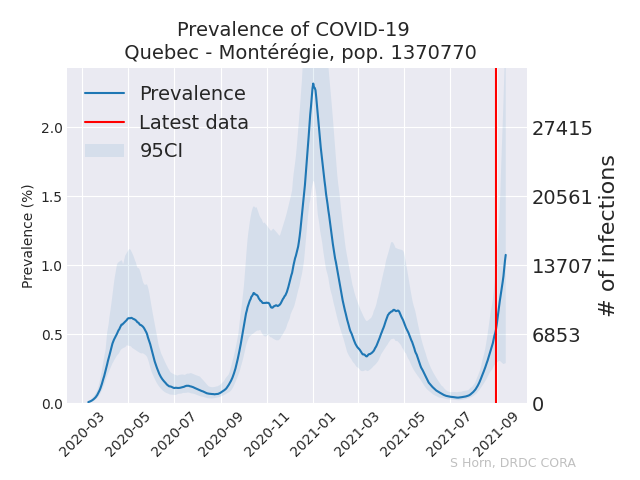 Prevalence of COVID-19
Quebec - Montérégie, pop. 1370770
Prevalence
Latest data
95CI
Prevalence (%)
2.0
1.5
1.0
0.5
0.0
27415
20561
13707
6853
0
# of infections
2020-03
2020-05
2020-07
2020-09
2020-11
2021-01
2021-03
2021-05
2021-07
2021-09
S Horn, DRDC CORA